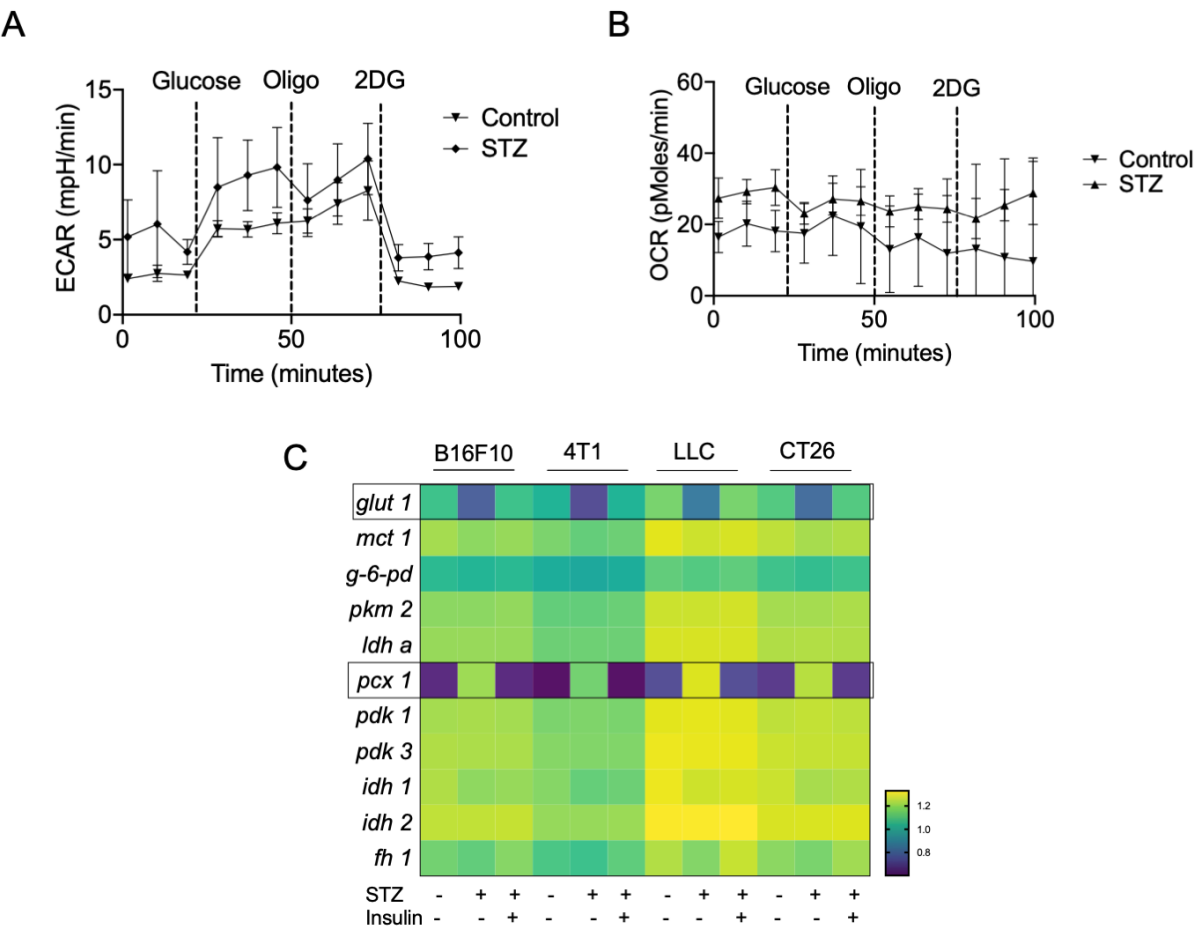 A
B
Glucose Oligo 2DG
15
10
5
0
0 50 100
ECAR (mpH/min)
Time (minutes)
Control
STZ
Glucose Oligo 2DG
60
40
20
0
0 50 100
OCR (pMoles/min)
Time (minutes)
Control
STZ
C
B16F10 4T1 LLC CT26
glut 1
mct 1
g-6-pd
pkm 2
ldh a
pcx 1
pdk 1
pdk 3
idh 1
idh 2
fh 1
1.2
1.0
0.8
STZ - + + - + + - + + - + +
Insulin - - + - - + - - + - - +